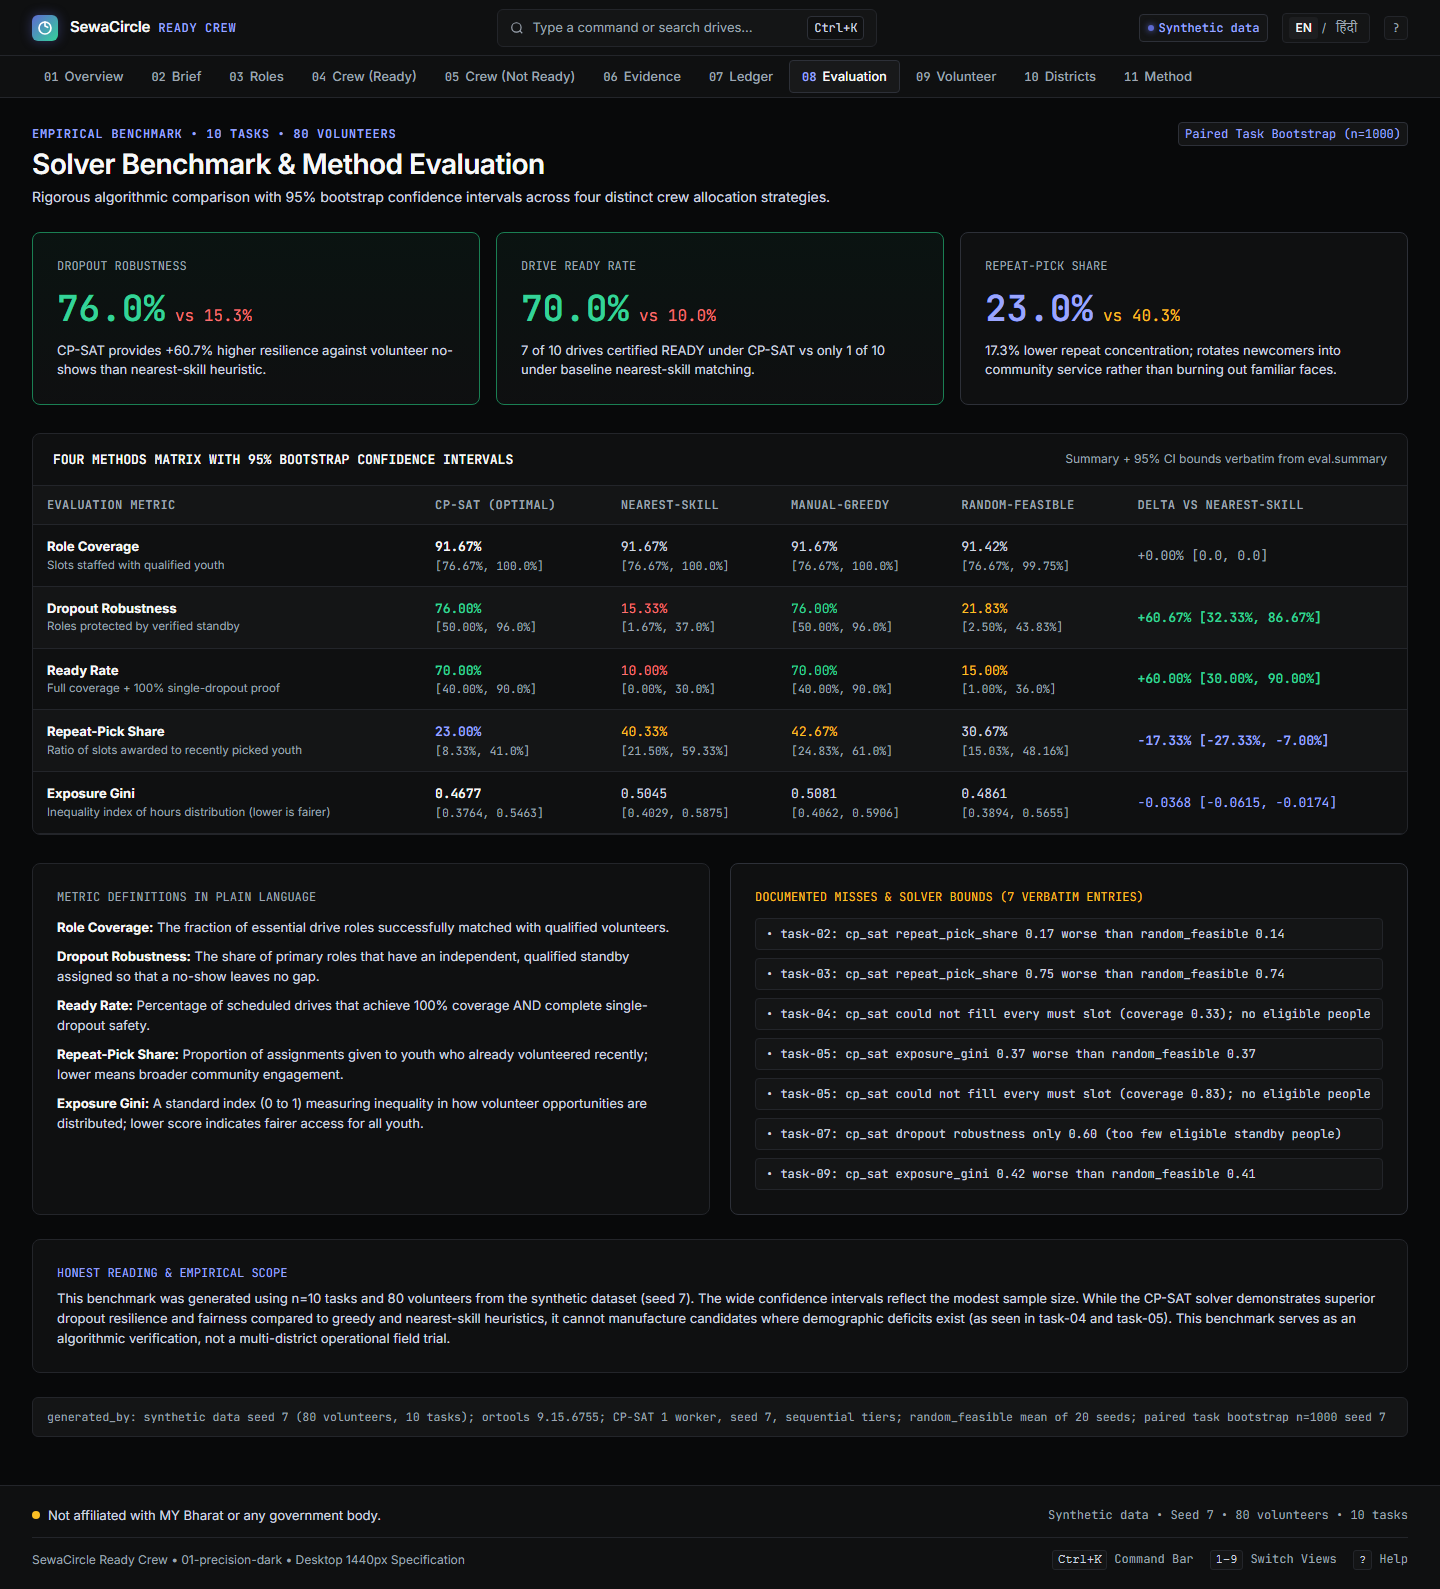 SewaCircle READY CREW
Type a command or search drives... Ctrl+K
Synthetic data
EN / हिंदी
?
01 Overview
02 Brief
03 Roles
04 Crew (Ready)
05 Crew (Not Ready)
06 Evidence
07 Ledger
08 Evaluation
09 Volunteer
10 Districts
11 Method
EMPIRICAL BENCHMARK • 10 TASKS • 80 VOLUNTEERS
Paired Task Bootstrap (n=1000)
Solver Benchmark & Method Evaluation
Rigorous algorithmic comparison with 95% bootstrap confidence intervals across four distinct crew allocation strategies.
DROPOUT ROBUSTNESS
76.0% vs 15.3%
CP-SAT provides +60.7% higher resilience against volunteer no-
shows than nearest-skill heuristic.
DRIVE READY RATE
70.0% vs 10.0%
7 of 10 drives certified READY under CP-SAT vs only 1 of 10
under baseline nearest-skill matching.
REPEAT-PICK SHARE
23.0% vs 40.3%
17.3% lower repeat concentration; rotates newcomers into
community service rather than burning out familiar faces.
FOUR METHODS MATRIX WITH 95% BOOTSTRAP CONFIDENCE INTERVALS
Summary + 95% CI bounds verbatim from eval.summary
EVALUATION METRIC CP-SAT (OPTIMAL) NEAREST-SKILL MANUAL-GREEDY RANDOM-FEASIBLE DELTA VS NEAREST-SKILL
Role Coverage 91.67% 91.67% 91.67% 91.42% +0.00% [0.0, 0.0]
Slots staffed with qualified youth [76.67%, 100.0%] [76.67%, 100.0%] [76.67%, 100.0%] [76.67%, 99.75%]
Dropout Robustness 76.00% 15.33% 76.00% 21.83% +60.67% [32.33%, 86.67%]
Roles protected by verified standby [50.00%, 96.0%] [1.67%, 37.0%] [50.00%, 96.0%] [2.50%, 43.83%]
Ready Rate 70.00% 10.00% 70.00% 15.00% +60.00% [30.00%, 90.00%]
Full coverage + 100% single-dropout proof [40.00%, 90.0%] [0.00%, 30.0%] [40.00%, 90.0%] [1.00%, 36.0%]
Repeat-Pick Share 23.00% 40.33% 42.67% 30.67% -17.33% [-27.33%, -7.00%]
Ratio of slots awarded to recently picked youth [8.33%, 41.0%] [21.50%, 59.33%] [24.83%, 61.0%] [15.03%, 48.16%]
Exposure Gini 0.4677 0.5045 0.5081 0.4861 -0.0368 [-0.0615, -0.0174]
Inequality index of hours distribution (lower is fairer) [0.3764, 0.5463] [0.4029, 0.5875] [0.4062, 0.5906] [0.3894, 0.5655]
METRIC DEFINITIONS IN PLAIN LANGUAGE
Role Coverage: The fraction of essential drive roles successfully matched with qualified volunteers.
Dropout Robustness: The share of primary roles that have an independent, qualified standby
assigned so that a no-show leaves no gap.
Ready Rate: Percentage of scheduled drives that achieve 100% coverage AND complete single-
dropout safety.
Repeat-Pick Share: Proportion of assignments given to youth who already volunteered recently;
lower means broader community engagement.
Exposure Gini: A standard index (0 to 1) measuring inequality in how volunteer opportunities are
distributed; lower score indicates fairer access for all youth.
DOCUMENTED MISSES & SOLVER BOUNDS (7 VERBATIM ENTRIES)
• task-02: cp_sat repeat_pick_share 0.17 worse than random_feasible 0.14
• task-03: cp_sat repeat_pick_share 0.75 worse than random_feasible 0.74
• task-04: cp_sat could not fill every must slot (coverage 0.33); no eligible people
• task-05: cp_sat exposure_gini 0.37 worse than random_feasible 0.37
• task-05: cp_sat could not fill every must slot (coverage 0.83); no eligible people
• task-07: cp_sat dropout robustness only 0.60 (too few eligible standby people)
• task-09: cp_sat exposure_gini 0.42 worse than random_feasible 0.41
HONEST READING & EMPIRICAL SCOPE
This benchmark was generated using n=10 tasks and 80 volunteers from the synthetic dataset (seed 7). The wide confidence intervals reflect the modest sample size. While the CP-SAT solver demonstrates superior
dropout resilience and fairness compared to greedy and nearest-skill heuristics, it cannot manufacture candidates where demographic deficits exist (as seen in task-04 and task-05). This benchmark serves as an
algorithmic verification, not a multi-district operational field trial.
generated_by: synthetic data seed 7 (80 volunteers, 10 tasks); ortools 9.15.6755; CP-SAT 1 worker, seed 7, sequential tiers; random_feasible mean of 20 seeds; paired task bootstrap n=1000 seed 7
Not affiliated with MY Bharat or any government body.
Synthetic data • Seed 7 • 80 volunteers • 10 tasks
SewaCircle Ready Crew • 01-precision-dark • Desktop 1440px Specification
Ctrl+K Command Bar 1-9 Switch Views ? Help